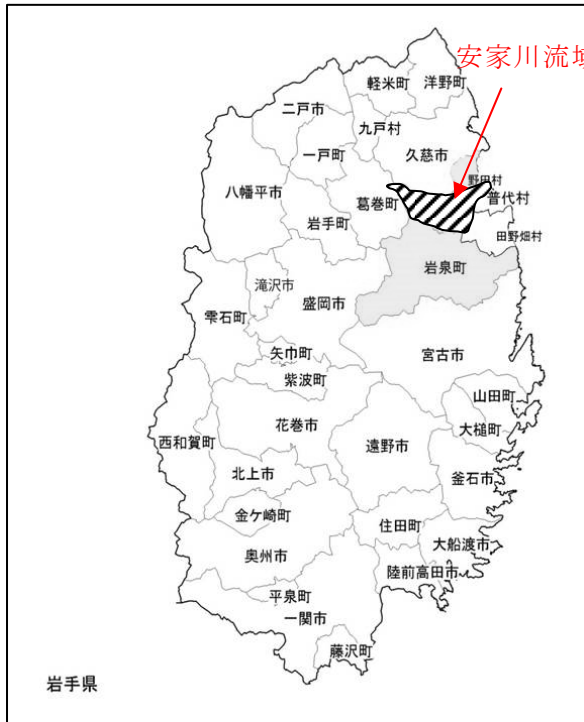 安家川流域
軽米町
洋野町
二戸市
九戸村
一戸町
久慈市
野田村
八幡平市
葛巻町
普代村
岩手町
田野畑村
岩泉町
滝沢市
雫石町
盛岡市
矢巾町
宮古市
紫波町
山田町
花巻市
大槌町
西和賀町
遠野市
北上市
釜石市
金ケ崎町
住田町
奥州市
大船渡市
陸前高田市
平泉町
一関市
藤沢町
岩手県